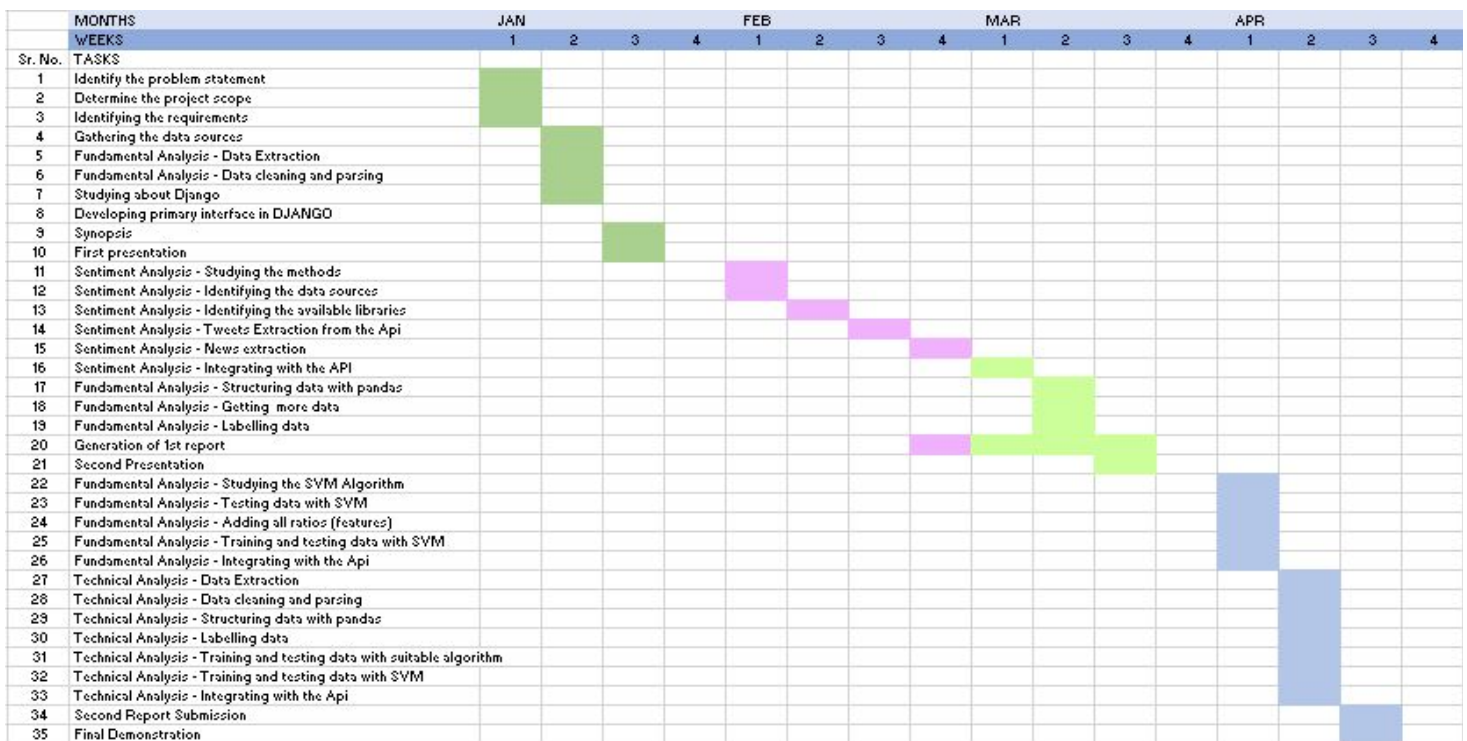 MONTHS JAN FEB MAR APR
WEEKS 1 2 3 4 1 2 3 4 1 2 3 4 1 2 3 4
Sr. No. TASKS
1 Identify the problem statement
2 Determine the project scope
3 Identifying the requirements
4 Gathering the data sources
5 Fundamental Analysis - Data Extraction
6 Fundamental Analysis - Data cleaning and parsing
7 Studying about Django
8 Developing primary interface in DJANGO
9 Synopsis
10 First presentation
11 Sentiment Analysis - Studying the methods
12 Sentiment Analysis - Identifying the data sources
13 Sentiment Analysis - Identifying the available libraries
14 Sentiment Analysis - Tweets Extraction from the Api
15 Sentiment Analysis - News extraction
16 Sentiment Analysis - Integrating with the API
17 Fundamental Analysis - Structuring data with pandas
18 Fundamental Analysis - Getting more data
19 Fundamental Analysis - Labelling data
20 Generation of 1st report
21 Second Presentation
22 Fundamental Analysis - Studying the SVM Algorithm
23 Fundamental Analysis - Testing data with SVM
24 Fundamental Analysis - Adding all ratios (features)
25 Fundamental Analysis - Training and testing data with SVM
26 Fundamental Analysis - Integrating with the Api
27 Technical Analysis - Data Extraction
28 Technical Analysis - Data cleaning and parsing
29 Technical Analysis - Structuring data with pandas
30 Technical Analysis - Labelling data
31 Technical Analysis - Training and testing data with suitable algorithm
32 Technical Analysis - Training and testing data with SVM
33 Technical Analysis - Integrating with the Api
34 Second Report Submission
35 Final Demonstration